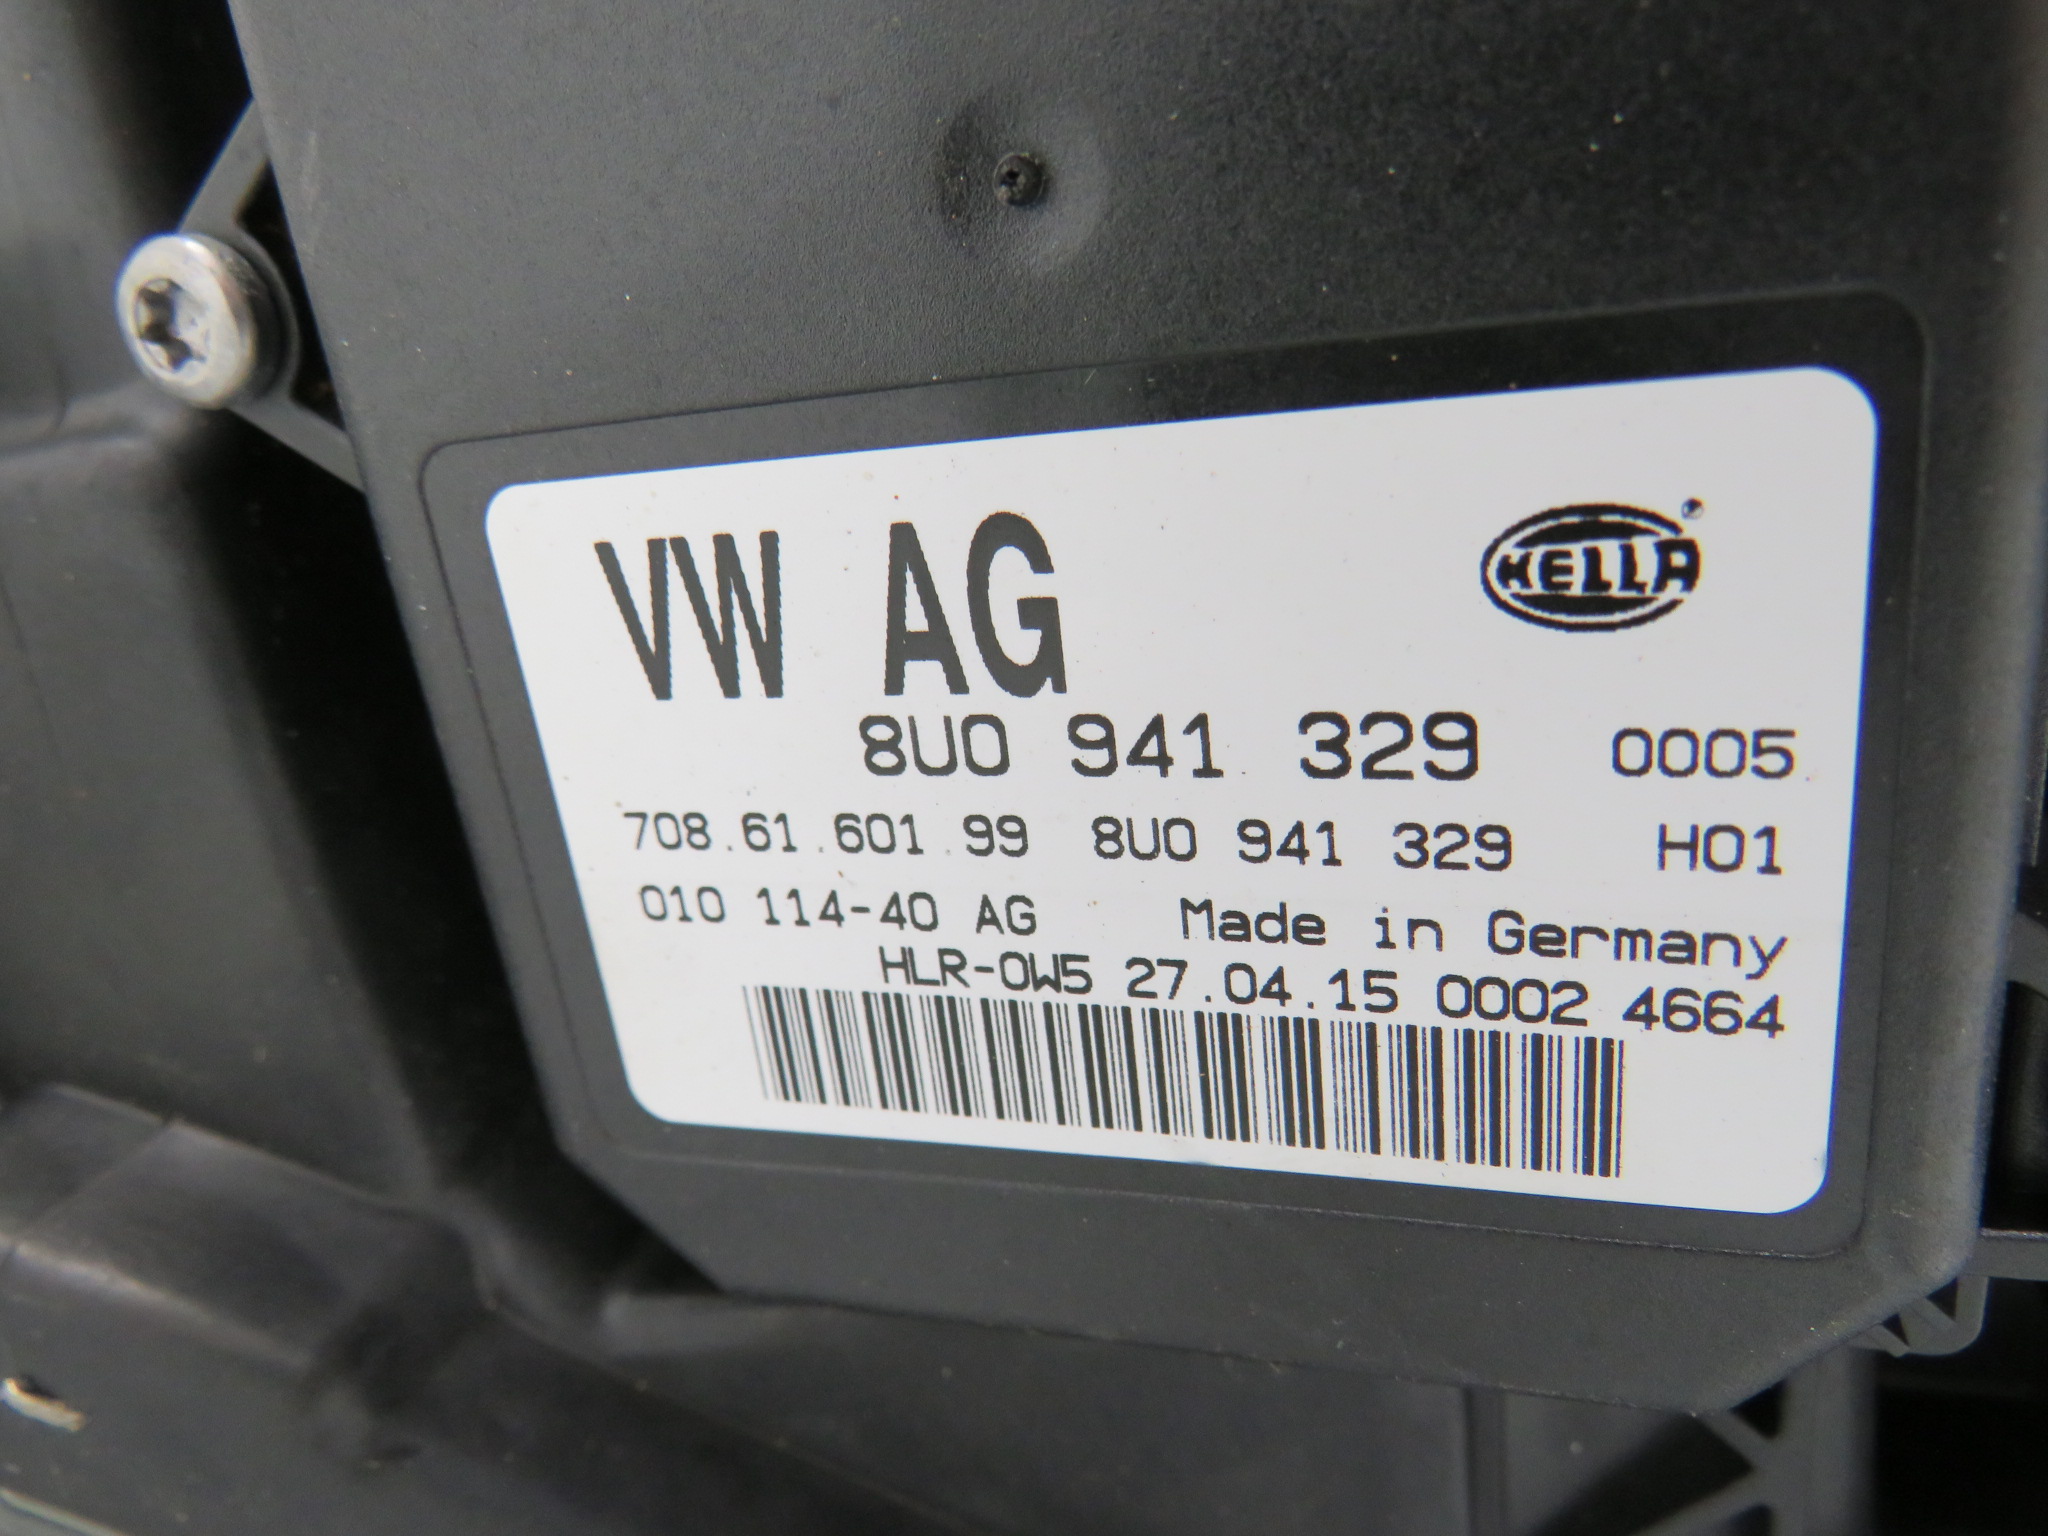 VW AG
HELLA
8U0 941 329 0005
708.61.601.99 8U0 941 329 H01
010 114-40 AG Made in Germany
HLR-0W5 27.04.15 0002 4664